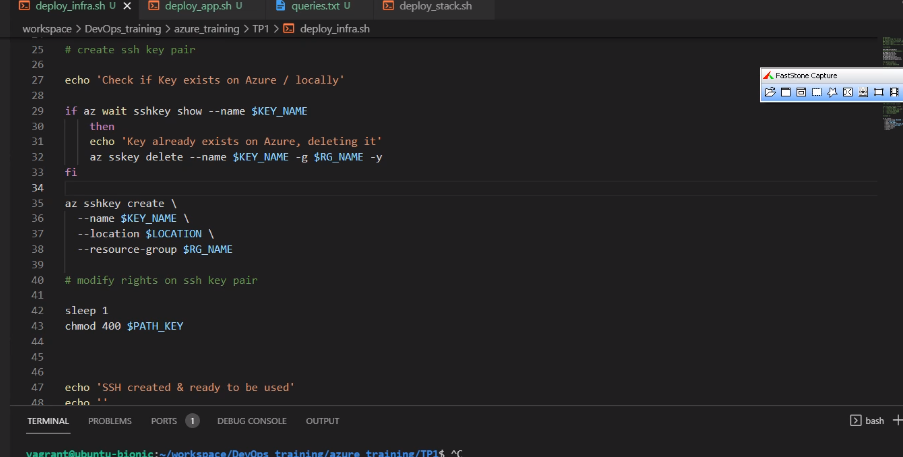 deploy_infra.sh U deploy_app.sh U queries.txt U deploy_stack.sh
workspace > DevOps_training > azure_training > TP1 > deploy_infra.sh
25 # create ssh key pair
26
27 echo 'Check if Key exists on Azure / locally'
28
29 if az wait sshkey show --name $KEY_NAME
30 then
31 echo 'Key already exists on Azure, deleting it'
32 az sskey delete --name $KEY_NAME -g $RG_NAME -y
33 fi
34
35 az sshkey create \
36 --name $KEY_NAME \
37 --location $LOCATION \
38 --resource-group $RG_NAME
39
40 # modify rights on ssh key pair
41
42 sleep 1
43 chmod 400 $PATH_KEY
44
45
46
47 echo 'SSH created & ready to be used'
48 echo ''
FastStone Capture
TERMINAL PROBLEMS PORTS 1 DEBUG CONSOLE OUTPUT bash
vagrant@ubuntu-bionic:~/workspace/DevOps_training/azure_training/TP1$ ^C